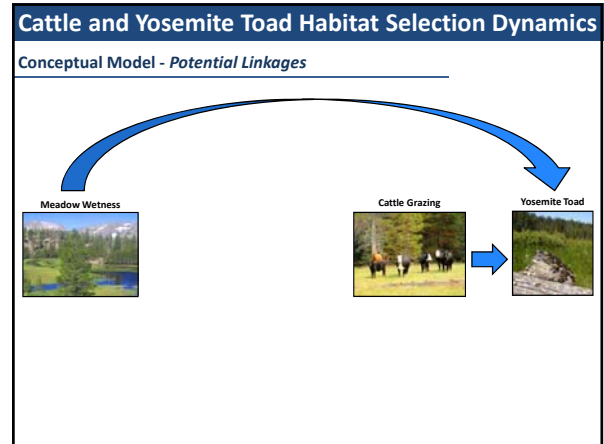 Cattle and Yosemite Toad Habitat Selection Dynamics
Conceptual Model - Potential Linkages
Meadow Wetness
Cattle Grazing
Yosemite Toad